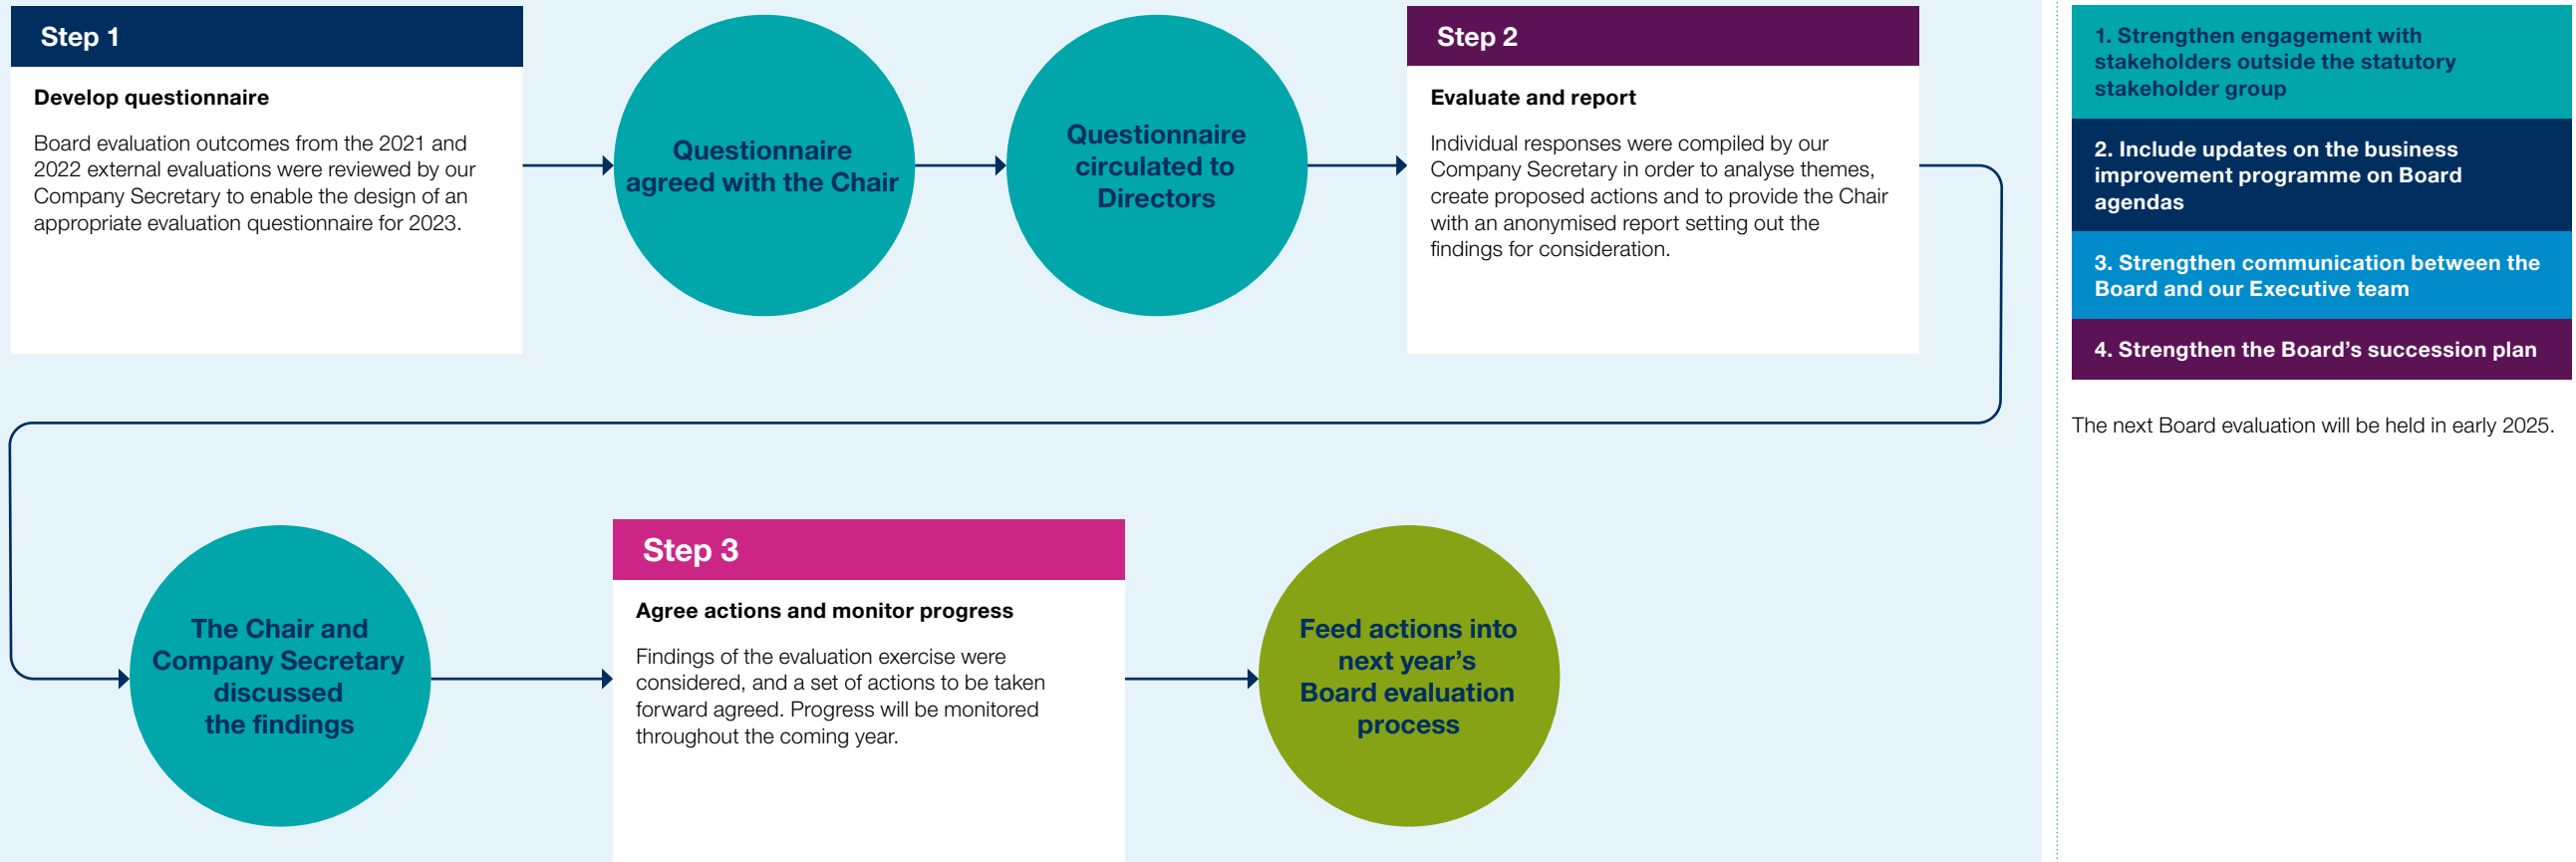 Step 1
Develop questionnaire
Board evaluation outcomes from the 2021 and
2022 external evaluations were reviewed by our
Company Secretary to enable the design of an
appropriate evaluation questionnaire for 2023.
Questionnaire
agreed with the Chair
Questionnaire
circulated to
Directors
Step 2
Evaluate and report
Individual responses were compiled by our
Company Secretary in order to analyse themes,
create proposed actions and to provide the Chair
with an anonymised report setting out the
findings for consideration.
The Chair and
Company Secretary
discussed
the findings
Step 3
Agree actions and monitor progress
Findings of the evaluation exercise were
considered, and a set of actions to be taken
forward agreed. Progress will be monitored
throughout the coming year.
Feed actions into
next year’s
Board evaluation
process
1. Strengthen engagement with
stakeholders outside the statutory
stakeholder group
2. Include updates on the business
improvement programme on Board
agendas
3. Strengthen communication between the
Board and our Executive team
4. Strengthen the Board’s succession plan
The next Board evaluation will be held in early 2025.